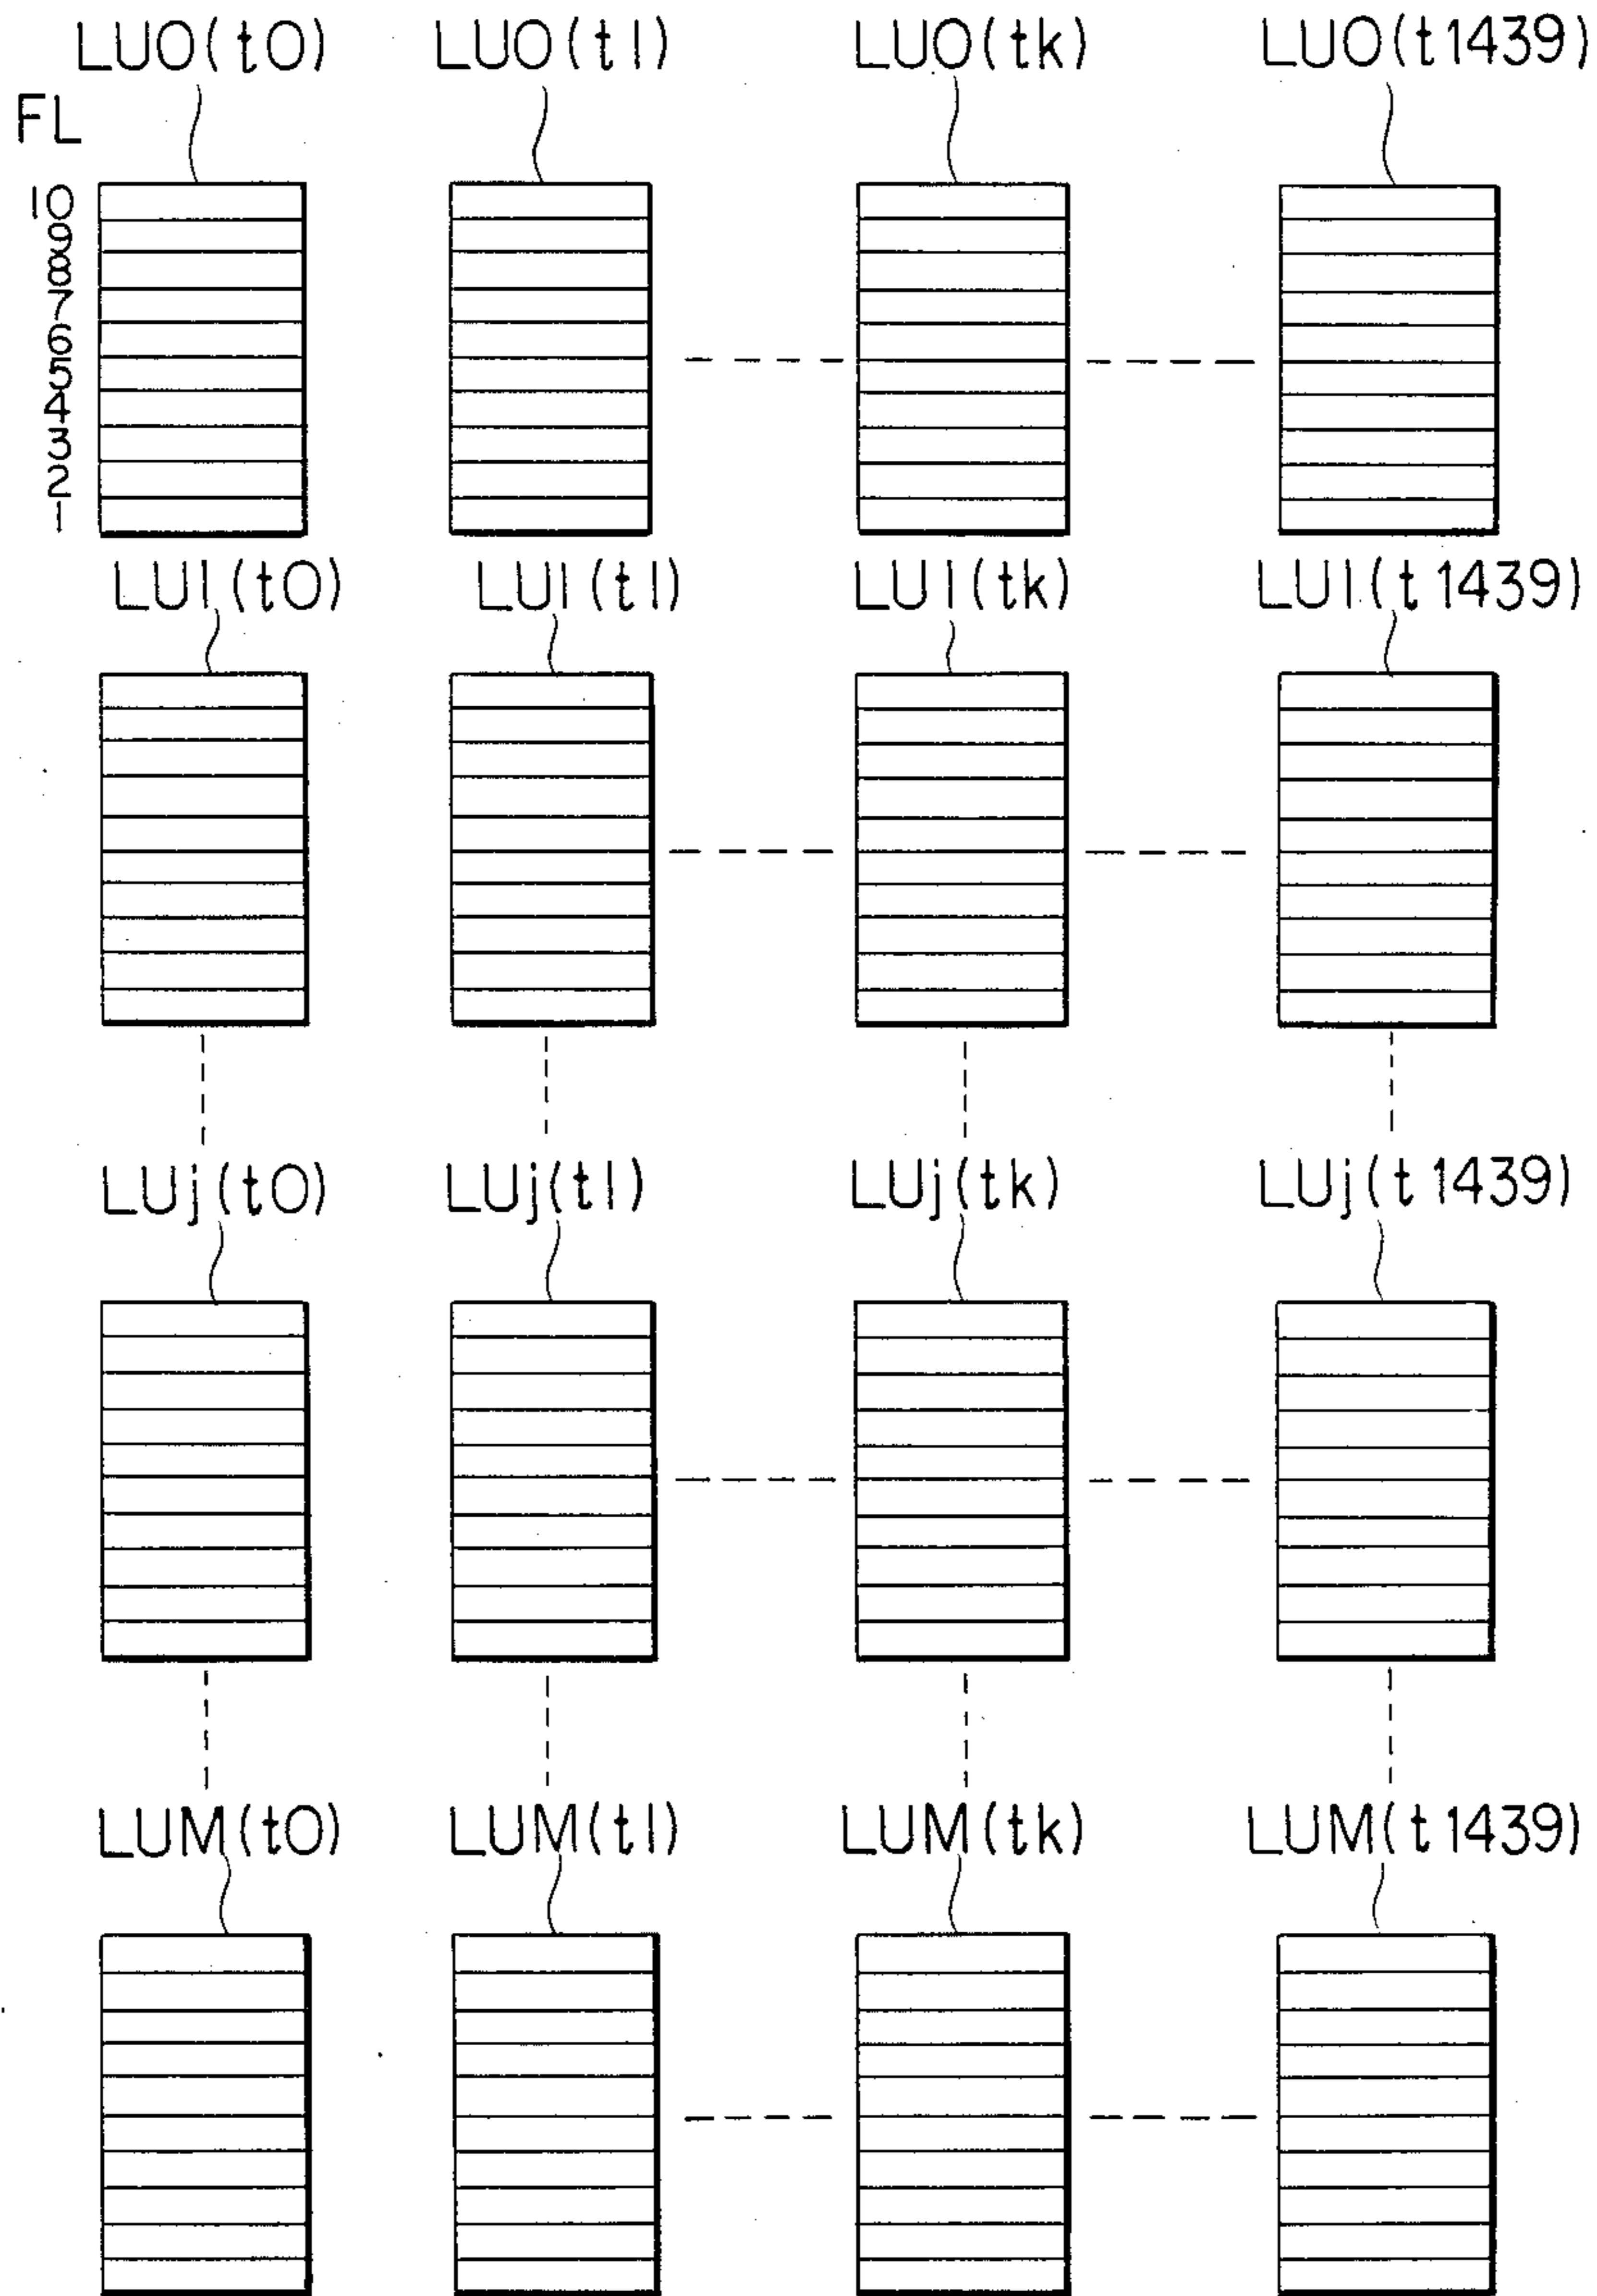 LU0(t0) LU0(t1) LU0(tk) LU0(t1439)
FL
10
9
8
7
6
5
4
3
2
1
LU1(t0) LU1(t1) LU1(tk) LU1(t1439)
LUj(t0) LUj(t1) LUj(tk) LUj(t1439)
LUM(t0) LUM(t1) LUM(tk) LUM(t1439)